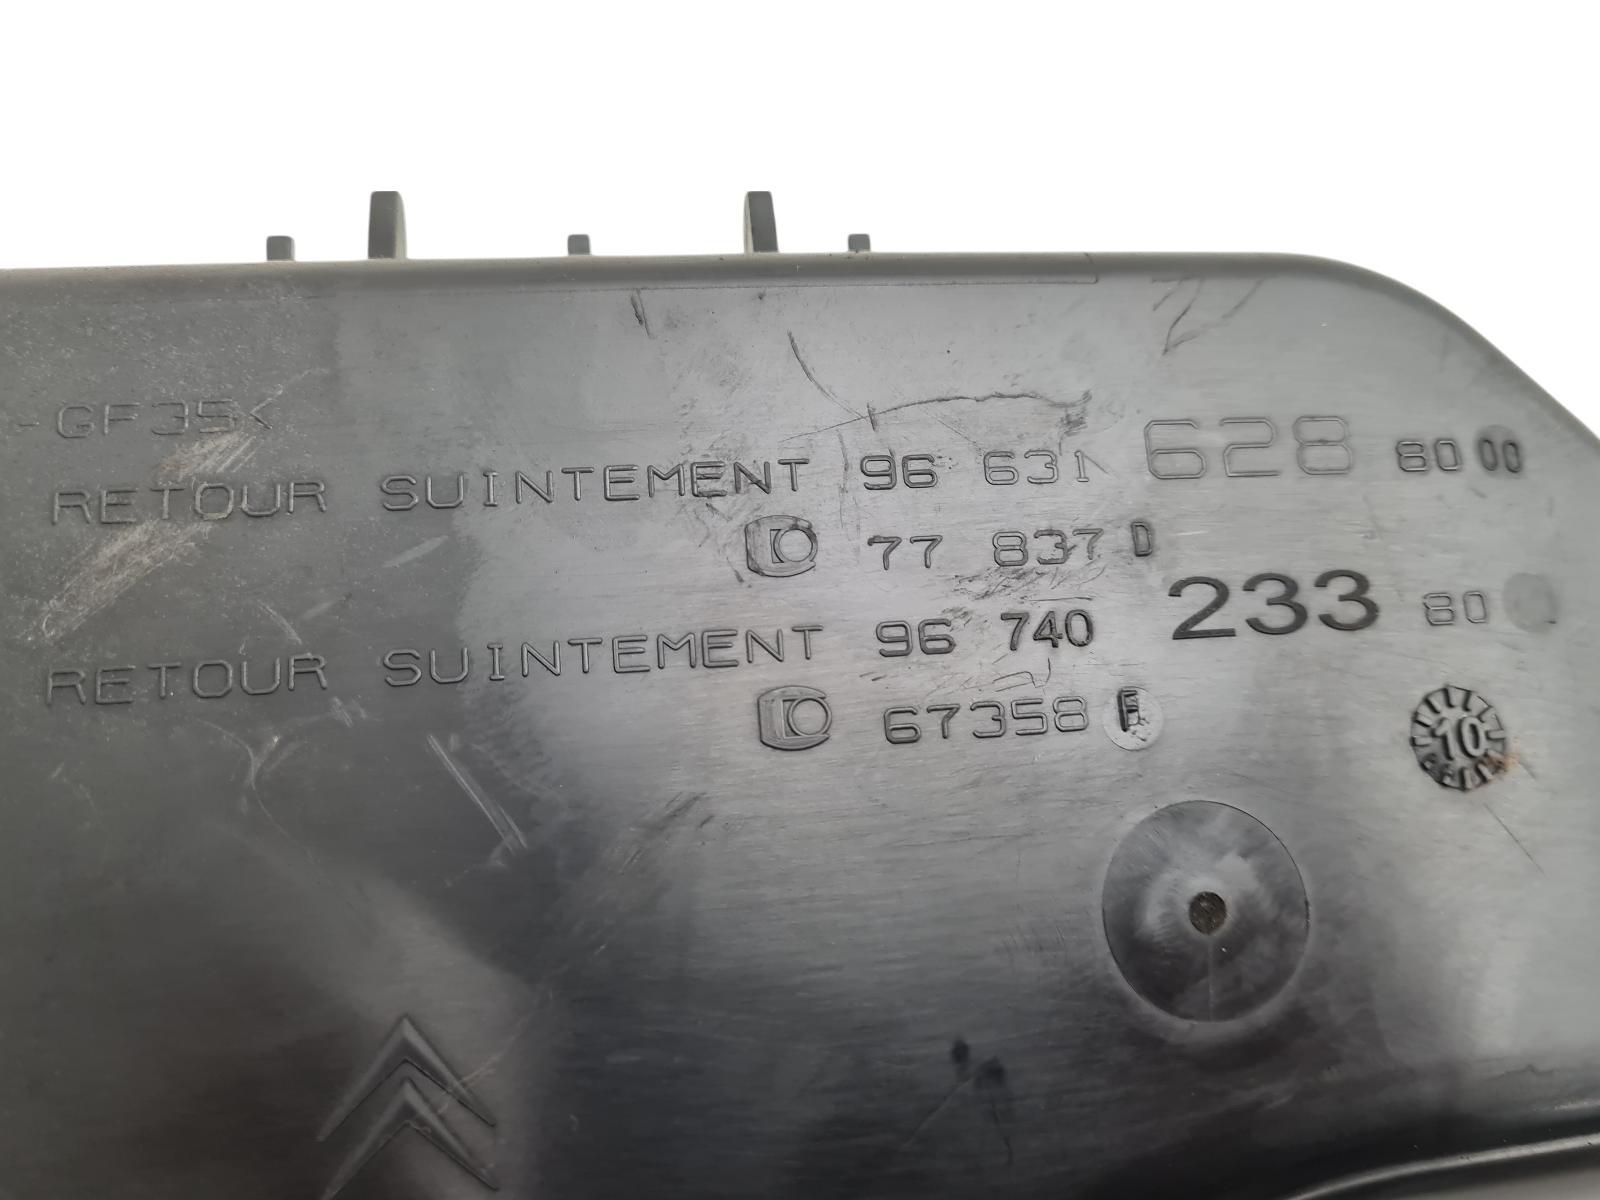 -GF35<
RETOUR SUINTEMENT 96 631 628 80 00
77 837 D
RETOUR SUINTEMENT 96 740 233 80
67358
10